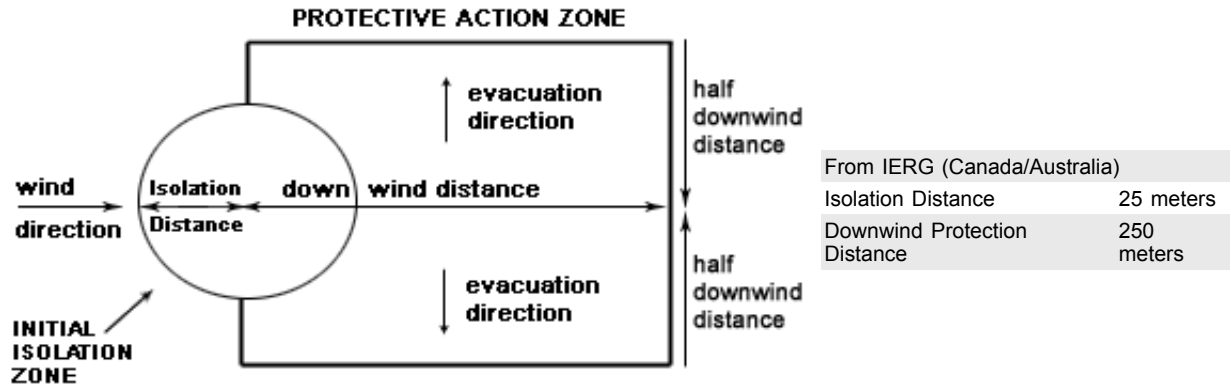 PROTECTIVE ACTION ZONE
evacuation
direction
half
downwind
distance
wind
direction
Isolation
Distance
down wind distance
evacuation
direction
half
downwind
distance
INITIAL
ISOLATION
ZONE
From IERG (Canada/Australia)
Isolation Distance 25 meters
Downwind Protection 250
Distance meters